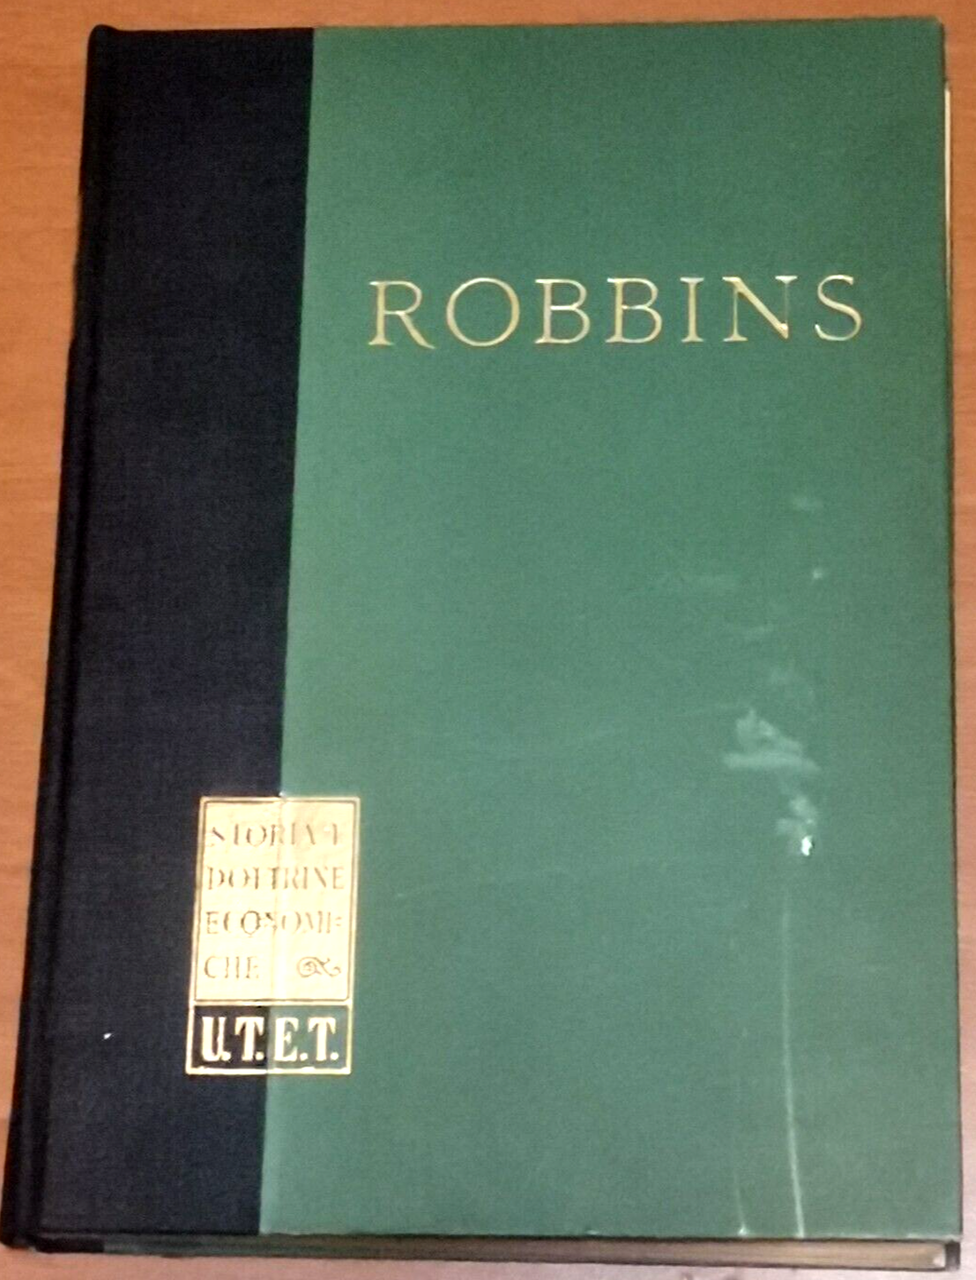 ROBBINS
STORIA E
DOTTRINE
ECONOMI=
CHE
U.T.E.T.